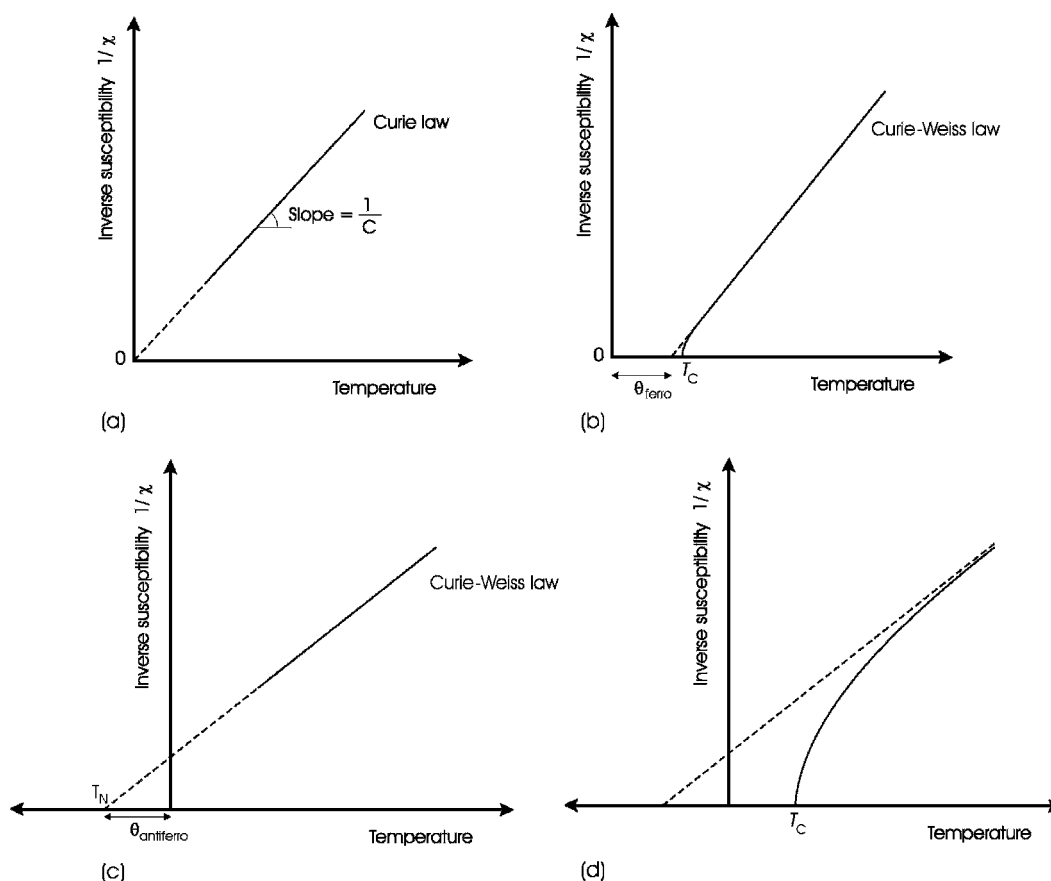 Inverse susceptibility 1/χ
Curie law
Slope = 1/C
0
Temperature
(a)
Inverse susceptibility 1/χ
Curie-Weiss law
0
θferro
TC
Temperature
(b)
Inverse susceptibility 1/χ
Curie-Weiss law
TN
θantiferro
Temperature
(c)
Inverse susceptibility 1/χ
TC
Temperature
(d)